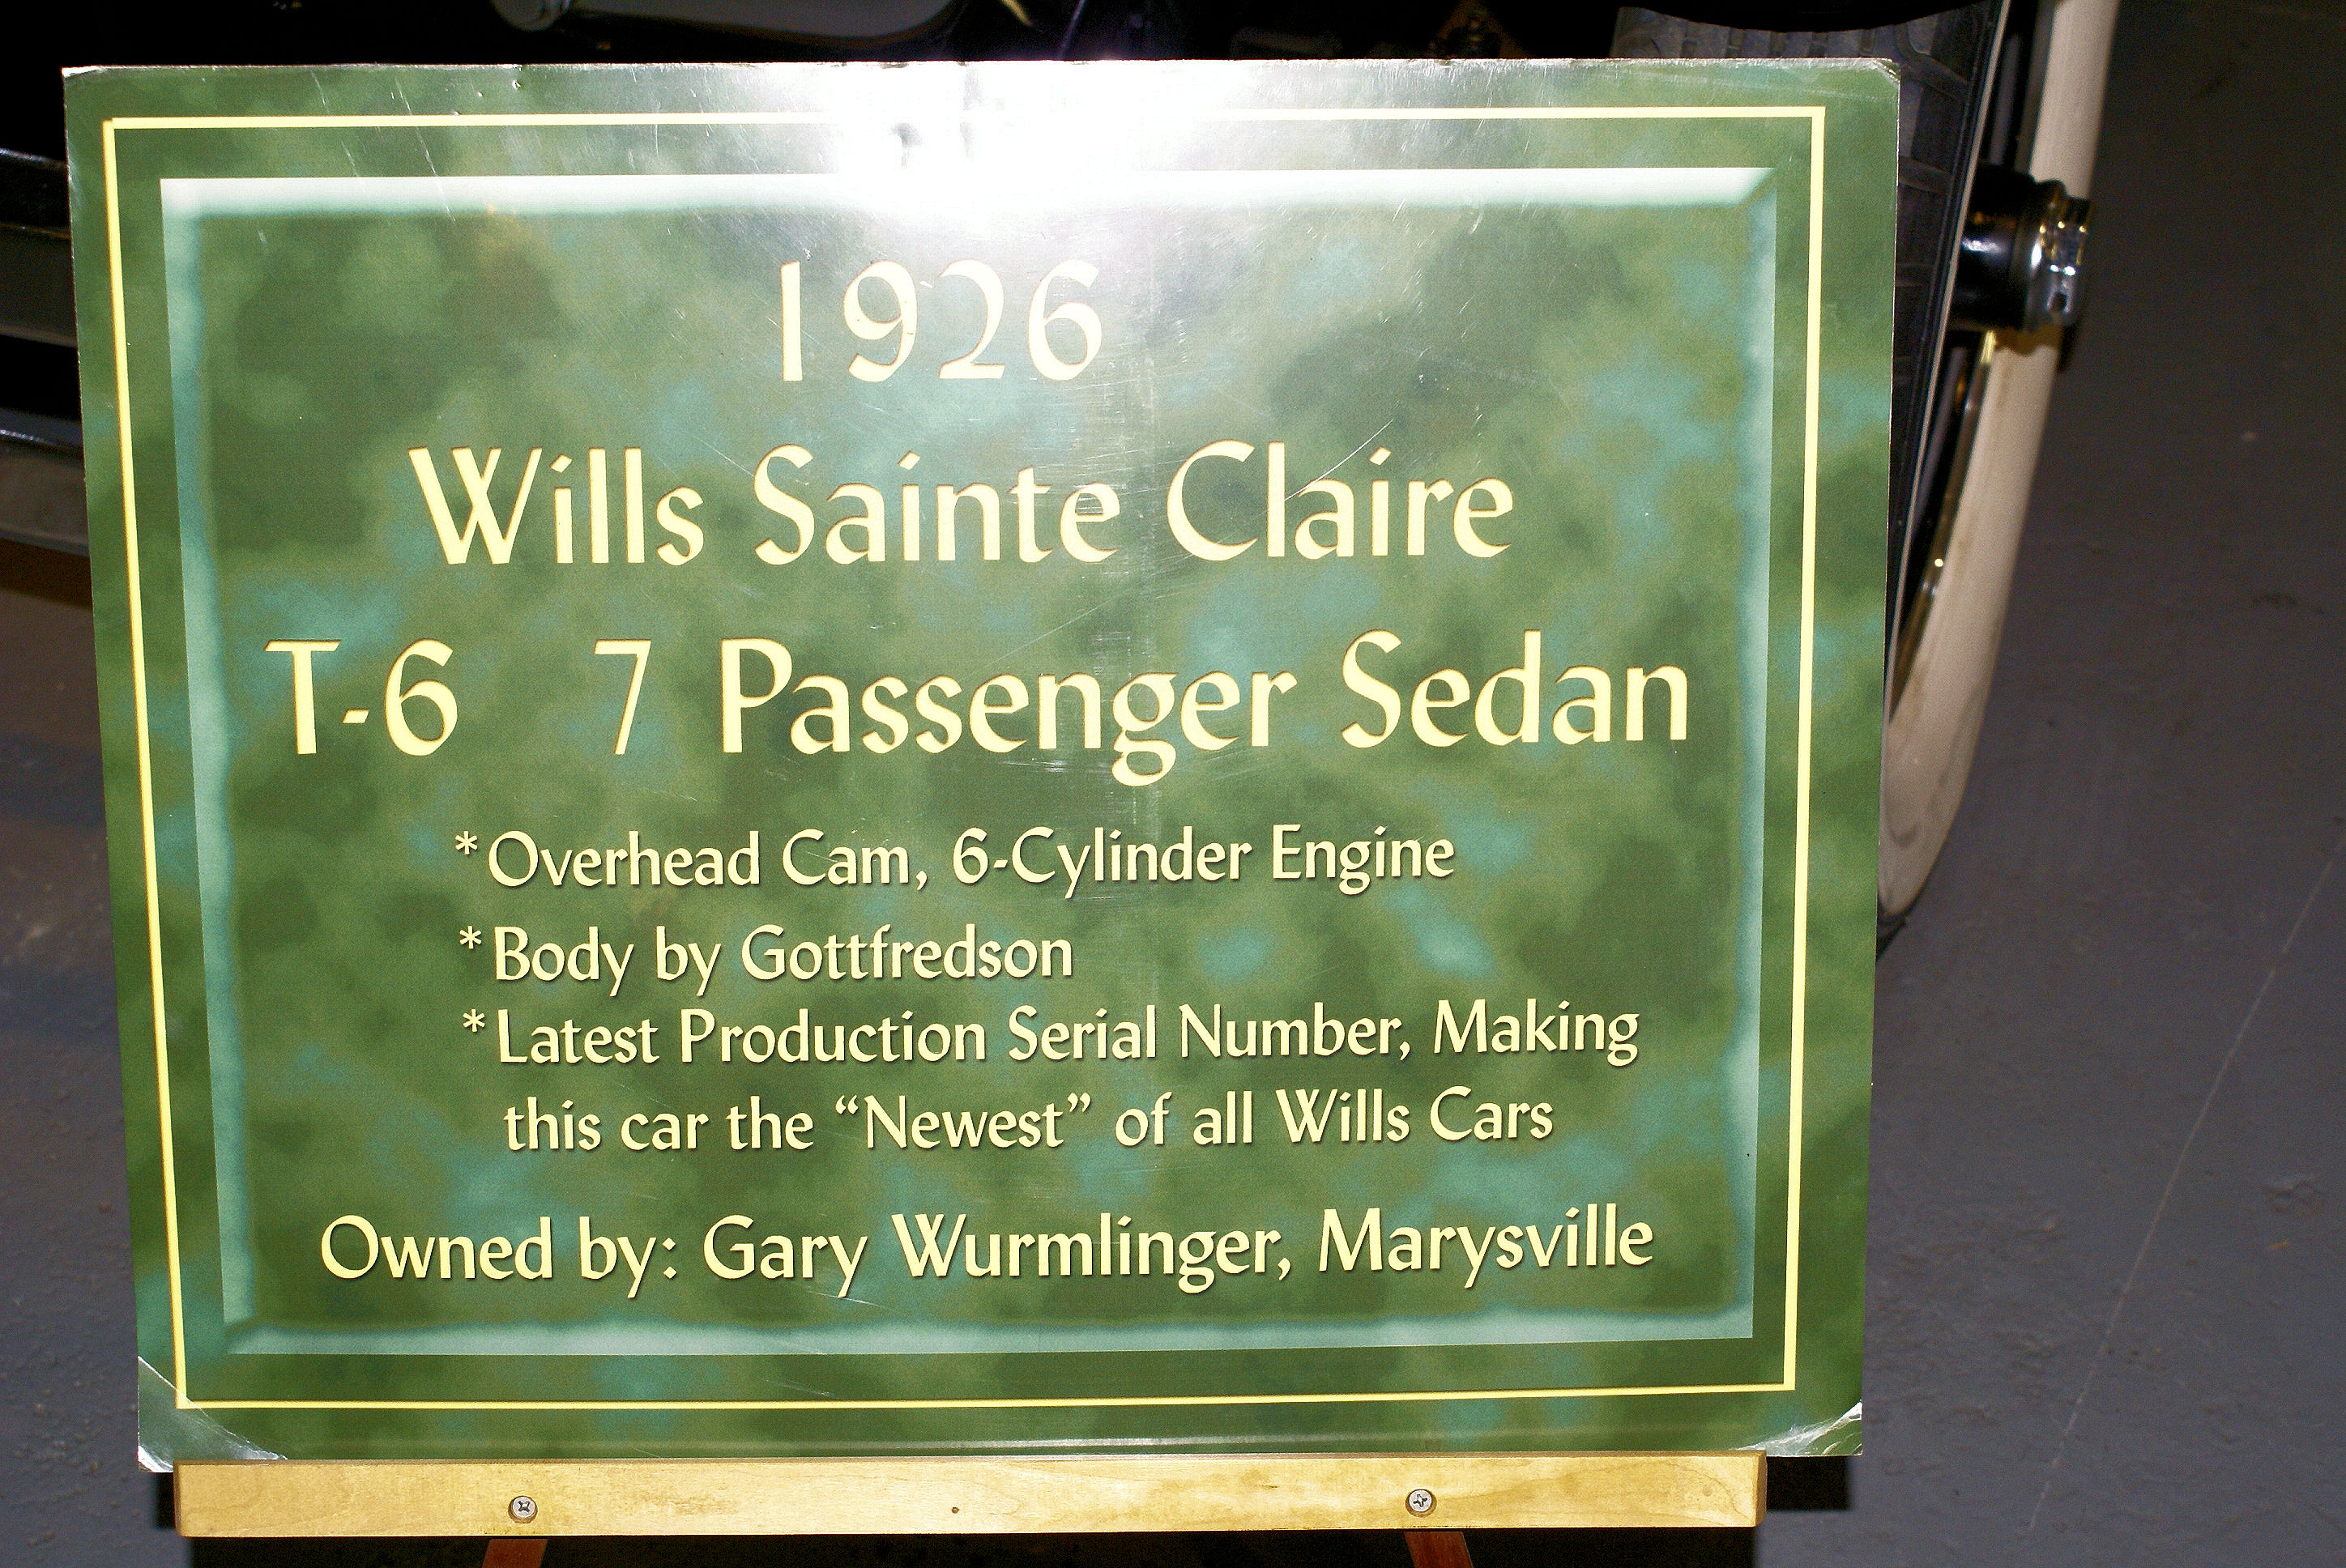 1926
Wills Sainte Claire
T-6 7 Passenger Sedan
*Overhead Cam, 6-Cylinder Engine
*Body by Gottfredson
*Latest Production Serial Number, Making
this car the “Newest” of all Wills Cars
Owned by: Gary Wurmlinger, Marysville